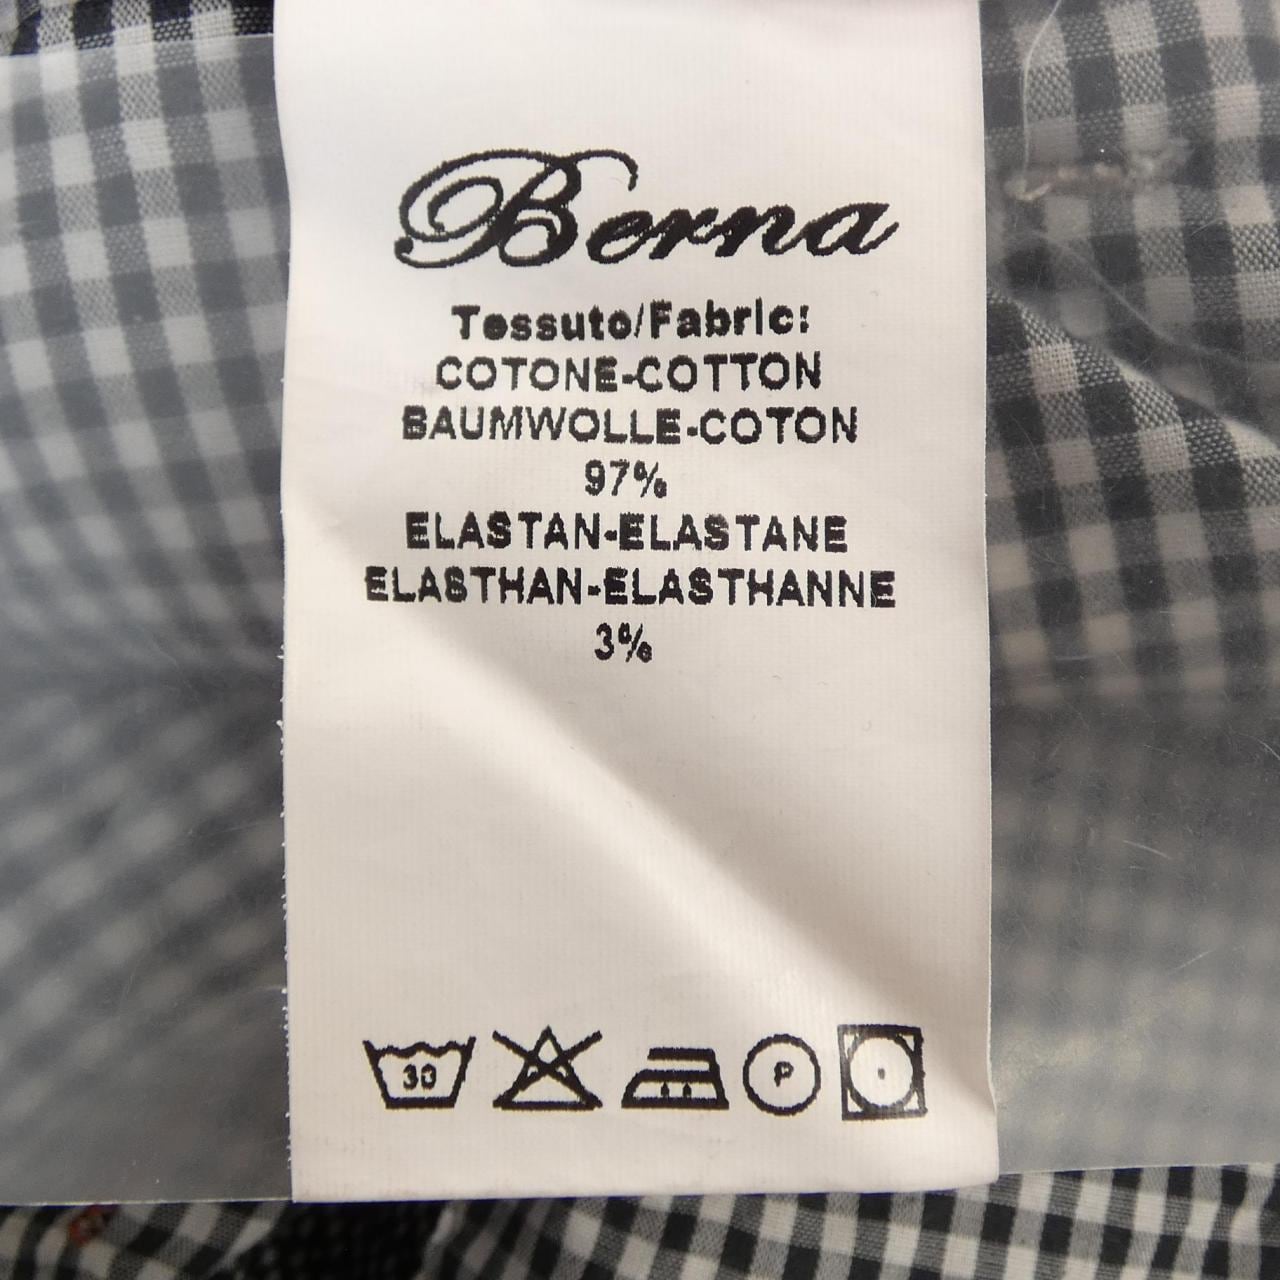 Berna
Tessuto/Fabric:
COTONE-COTTON
BAUMWOLLE-COTON
97%
ELASTAN-ELASTANE
ELASTHAN-ELASTHANNE
3%
30 P